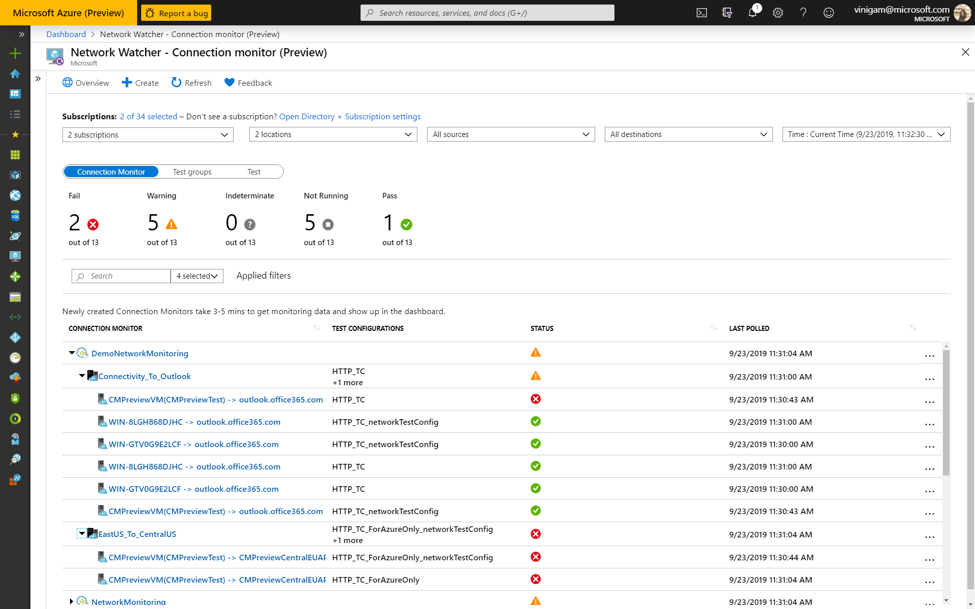 Microsoft Azure (Preview)
Report a bug
Search resources, services, and docs (G+/)
1
vinigam@microsoft.com
MICROSOFT
Dashboard > Network Watcher - Connection monitor (Preview)
Network Watcher - Connection monitor (Preview)
Microsoft
Overview
Create
Refresh
Feedback
Subscriptions: 2 of 34 selected – Don't see a subscription? Open Directory + Subscription settings
2 subscriptions
2 locations
All sources
All destinations
Time : Current Time (9/23/2019, 11:32:30 ...
Connection Monitor
Test groups
Test
Fail
Warning
Indeterminate
Not Running
Pass
2
5
0
5
1
out of 13
out of 13
out of 13
out of 13
out of 13
Search
4 selected
Applied filters
Newly created Connection Monitors take 3-5 mins to get monitoring data and show up in the dashboard.
CONNECTION MONITOR
TEST CONFIGURATIONS
STATUS
LAST POLLED
DemoNetworkMonitoring
9/23/2019 11:31:04 AM
...
Connectivity_To_Outlook
HTTP_TC
+1 more
9/23/2019 11:31:00 AM
...
CMPreviewVM(CMPreviewTest) -> outlook.office365.com
HTTP_TC
9/23/2019 11:30:43 AM
...
WIN-8LGH868DJHC -> outlook.office365.com
HTTP_TC_networkTestConfig
9/23/2019 11:31:00 AM
...
WIN-GTV0G9E2LCF -> outlook.office365.com
HTTP_TC_networkTestConfig
9/23/2019 11:30:00 AM
...
WIN-8LGH868DJHC -> outlook.office365.com
HTTP_TC
9/23/2019 11:31:00 AM
...
WIN-GTV0G9E2LCF -> outlook.office365.com
HTTP_TC
9/23/2019 11:30:00 AM
...
CMPreviewVM(CMPreviewTest) -> outlook.office365.com
HTTP_TC_networkTestConfig
9/23/2019 11:30:43 AM
...
EastUS_To_CentralUS
HTTP_TC_ForAzureOnly_networkTestConfig
+1 more
9/23/2019 11:31:04 AM
...
CMPreviewVM(CMPreviewTest) -> CMPreviewCentralEUAP
HTTP_TC_ForAzureOnly_networkTestConfig
9/23/2019 11:30:44 AM
...
CMPreviewVM(CMPreviewTest) -> CMPreviewCentralEUAP
HTTP_TC_ForAzureOnly
9/23/2019 11:31:04 AM
...
NetworkMonitoring
9/23/2019 11:31:04 AM
...